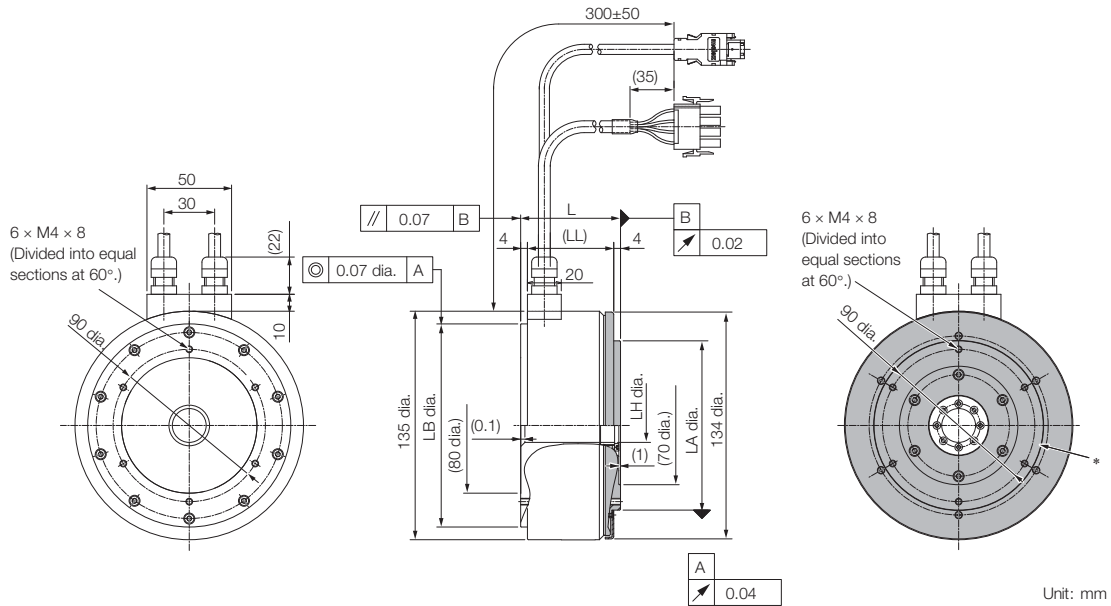 300±50
(35)
50
30
6 × M4 × 8
(Divided into equal
sections at 60°.)
(22)
10
90 dia.
// 0.07 B
L
B
0.02
4
(LL)
4
◎ 0.07 dia. A
20
135 dia.
LB dia.
(80 dia.)
(0.1)
LH dia.
(1)
(70 dia.)
LA dia.
134 dia.
A
0.04
6 × M4 × 8
(Divided into
equal sections
at 60°.)
90 dia.
*
Unit: mm